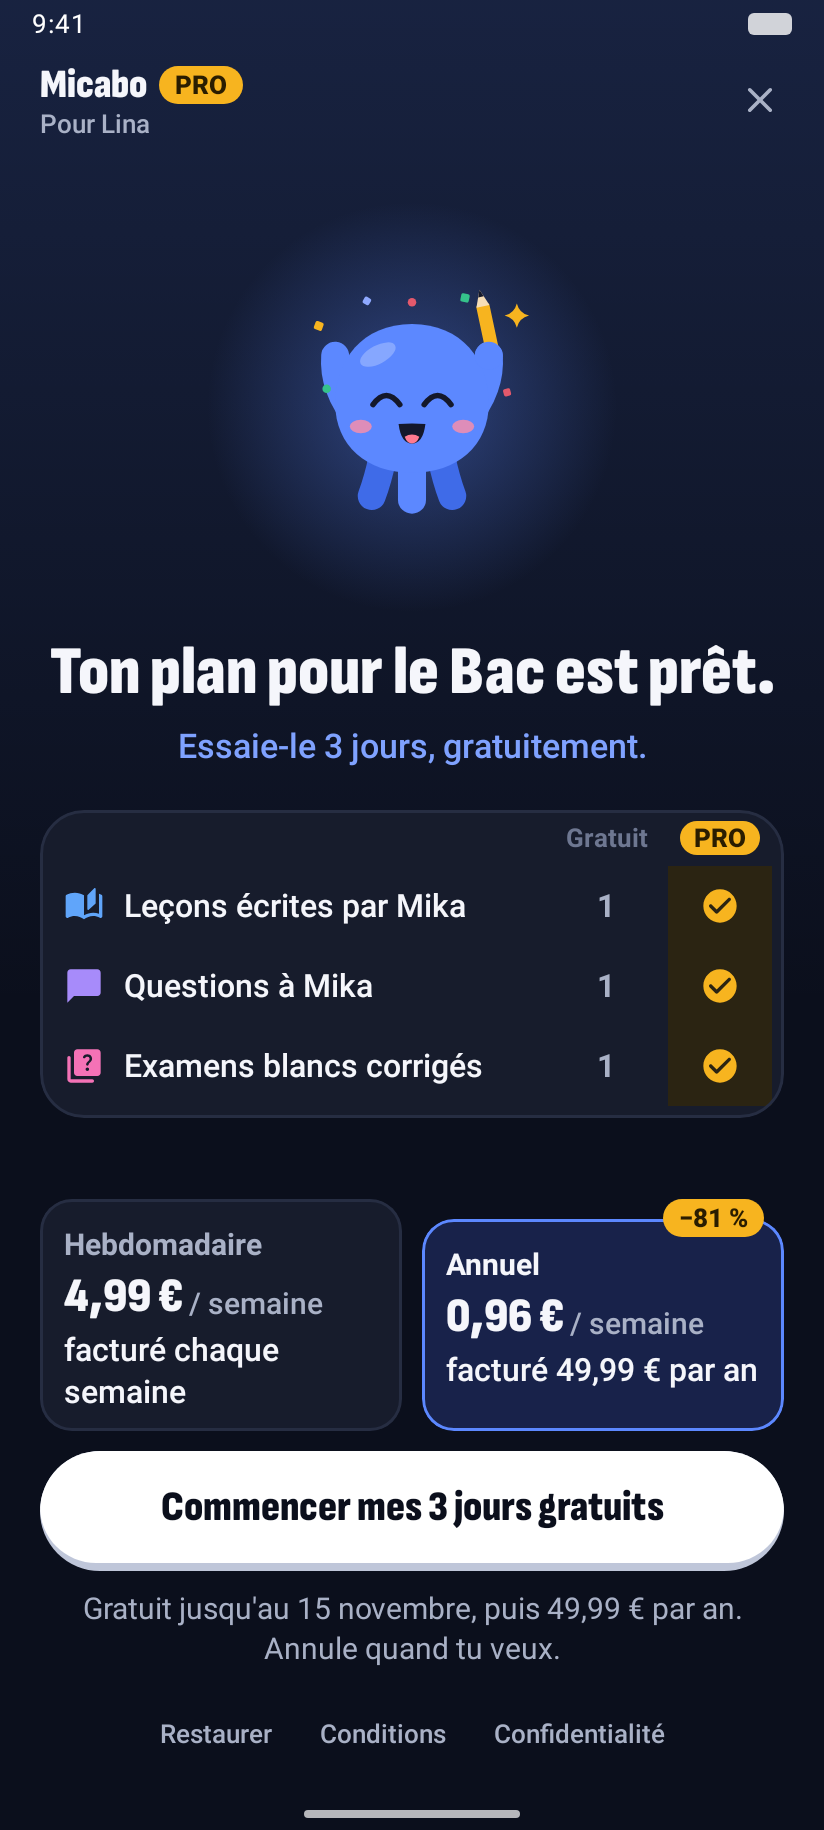 9:41
Micabo PRO
Pour Lina
Ton plan pour le Bac est prêt.
Essaie-le 3 jours, gratuitement.
Gratuit PRO
Leçons écrites par Mika 1
Questions à Mika 1
? Examens blancs corrigés 1
Hebdomadaire
4,99 € / semaine
facturé chaque
semaine
−81 %
Annuel
0,96 € / semaine
facturé 49,99 € par an
Commencer mes 3 jours gratuits
Gratuit jusqu'au 15 novembre, puis 49,99 € par an.
Annule quand tu veux.
Restaurer Conditions Confidentialité